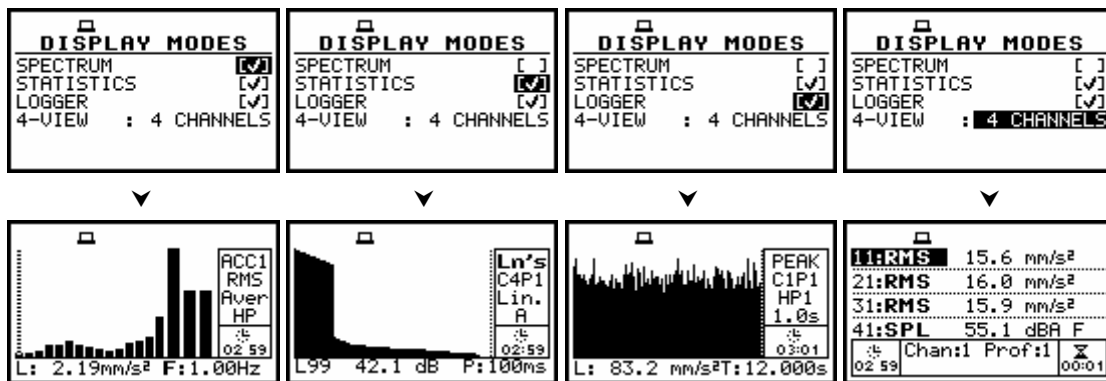 DISPLAY MODES
SPECTRUM [√]
STATISTICS [√]
LOGGER [√]
4-VIEW : 4 CHANNELS
DISPLAY MODES
SPECTRUM [ ]
STATISTICS [√]
LOGGER [√]
4-VIEW : 4 CHANNELS
DISPLAY MODES
SPECTRUM [ ]
STATISTICS [√]
LOGGER [√]
4-VIEW : 4 CHANNELS
DISPLAY MODES
SPECTRUM [ ]
STATISTICS [√]
LOGGER [√]
4-VIEW : 4 CHANNELS
ACC1
RMS
Aver
HP
02 59
L: 2.19mm/s² F:1.00Hz
Ln's
C4P1
Lin.
A
02:59
L99 42.1 dB P:100ms
PEAK
C1P1
HP1
1.0s
03:01
L: 83.2 mm/s²T:12.000s
11:RMS 15.6 mm/s²
21:RMS 16.0 mm/s²
31:RMS 15.9 mm/s²
41:SPL 55.1 dBA F
02 59 Chan:1 Prof:1 00:01